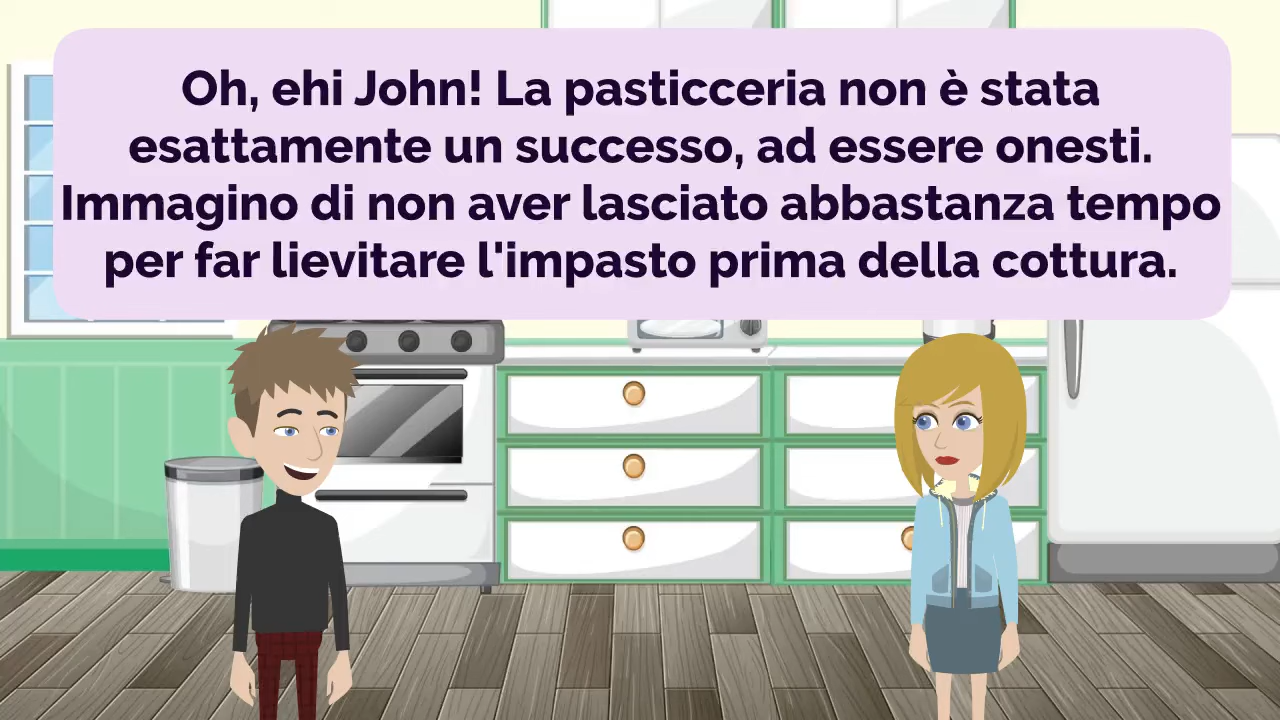 Oh, ehi John! La pasticceria non è stata
esattamente un successo, ad essere onesti.
Immagino di non aver lasciato abbastanza tempo
per far lievitare l'impasto prima della cottura.